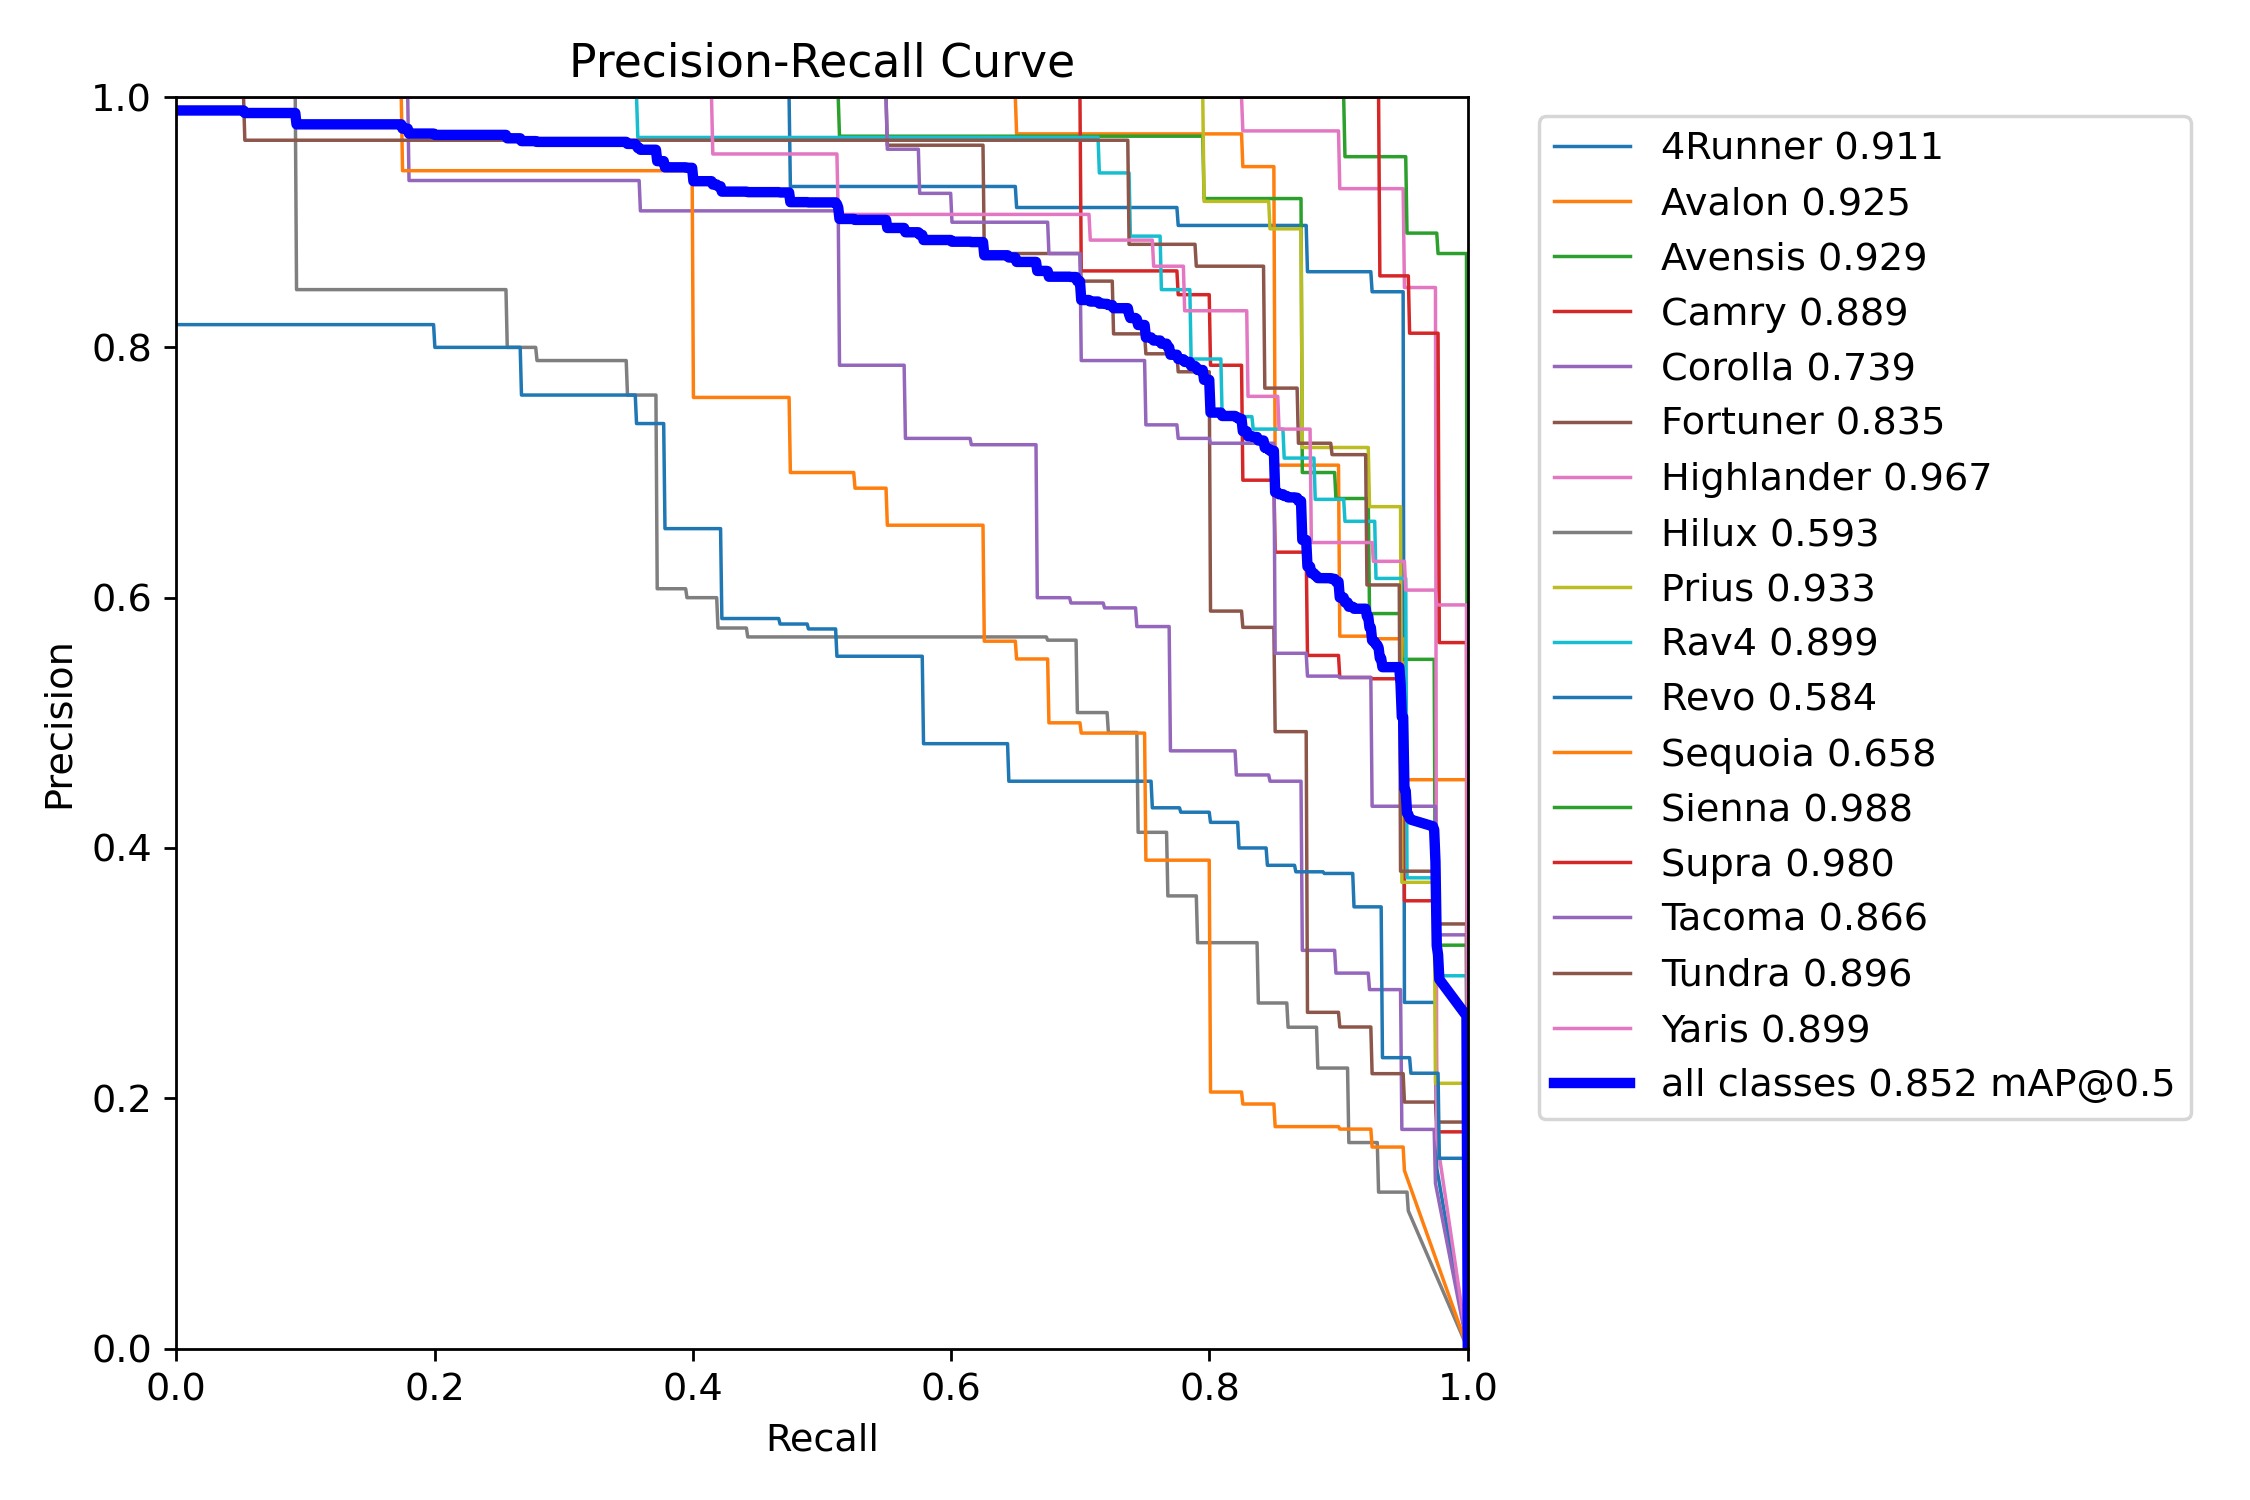 Precision-Recall Curve
1.0
0.8
0.6
0.4
0.2
0.0
Precision
0.0 0.2 0.4 0.6 0.8 1.0
Recall
4Runner 0.911
Avalon 0.925
Avensis 0.929
Camry 0.889
Corolla 0.739
Fortuner 0.835
Highlander 0.967
Hilux 0.593
Prius 0.933
Rav4 0.899
Revo 0.584
Sequoia 0.658
Sienna 0.988
Supra 0.980
Tacoma 0.866
Tundra 0.896
Yaris 0.899
all classes 0.852 mAP@0.5